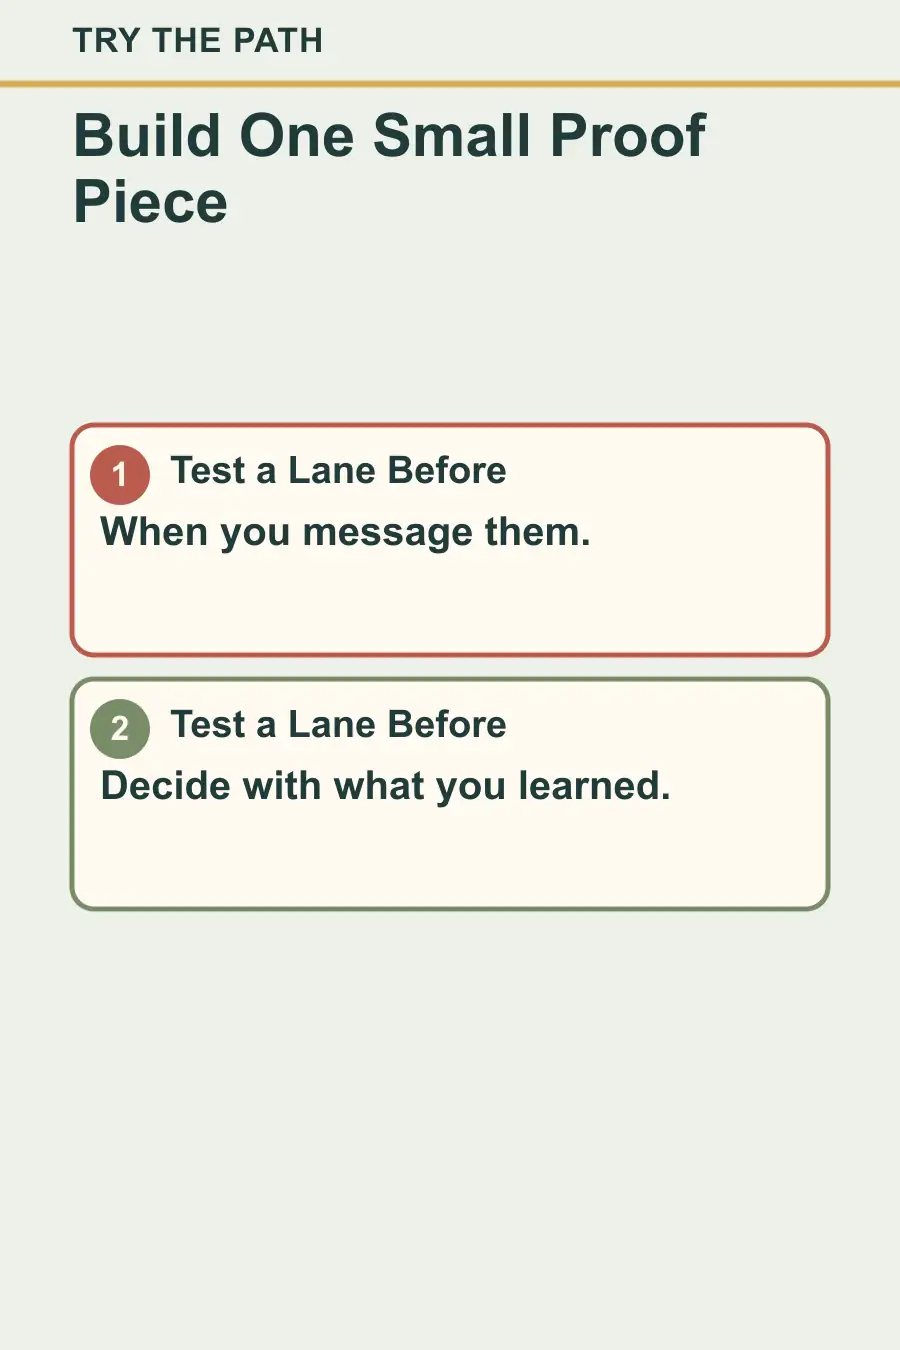 TRY THE PATH
Build One Small Proof
Piece
1 Test a Lane Before
When you message them.
2 Test a Lane Before
Decide with what you learned.